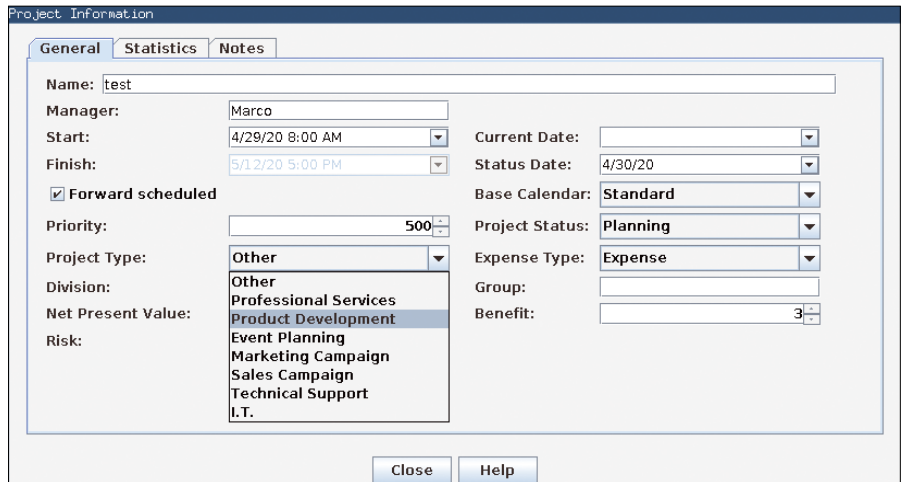 Project Information
General Statistics Notes
Name: test
Manager: Marco
Start: 4/29/20 8:00 AM Current Date:
Finish: 5/12/20 5:00 PM Status Date: 4/30/20
Forward scheduled Base Calendar: Standard
Priority: 500 Project Status: Planning
Project Type: Other Expense Type: Expense
Division: Other Group:
Professional Services
Net Present Value: Product Development Benefit: 3
Risk: Event Planning
Marketing Campaign
Sales Campaign
Technical Support
I.T.
Close Help